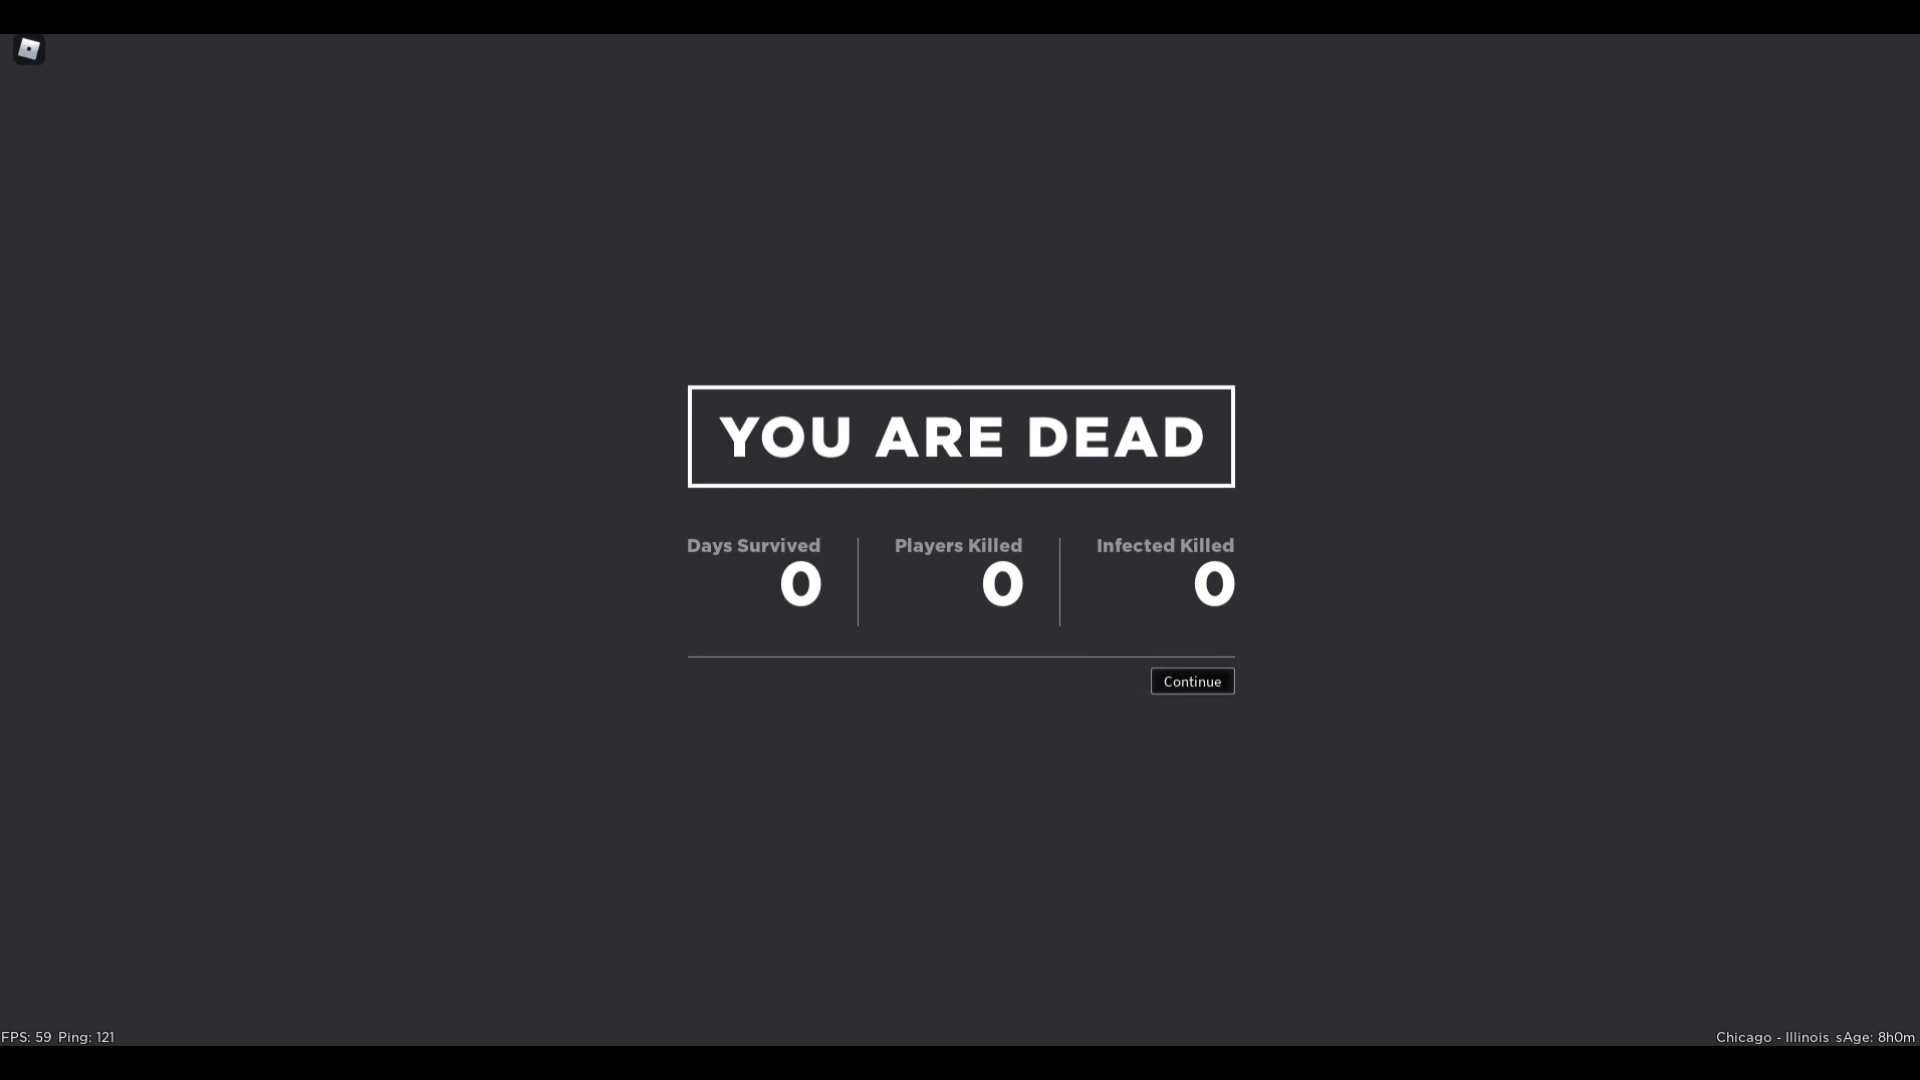 YOU ARE DEAD
Days Survived Players Killed Infected Killed
0 0 0
Continue
FPS: 59 Ping: 121 Chicago - Illinois sAge: 8h0m